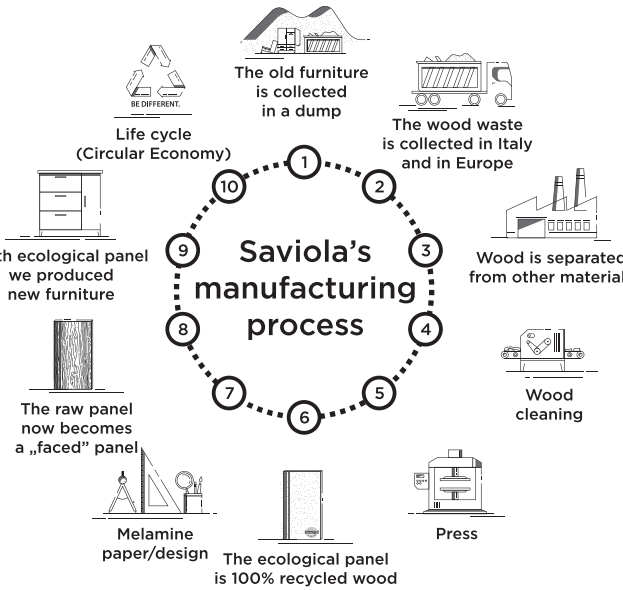 The old furniture
is collected
in a dump
The wood waste
is collected in Italy
and in Europe
Wood is separated
from other material
Wood
cleaning
Press
The ecological panel
is 100% recycled wood
Melamine
paper/design
The raw panel
now becomes
a „faced” panel
ecological panel
we produced
new furniture
BE DIFFERENT.
Life cycle
(Circular Economy)
1
2
3
4
5
6
7
8
9
10
Saviola's
manufacturing
process